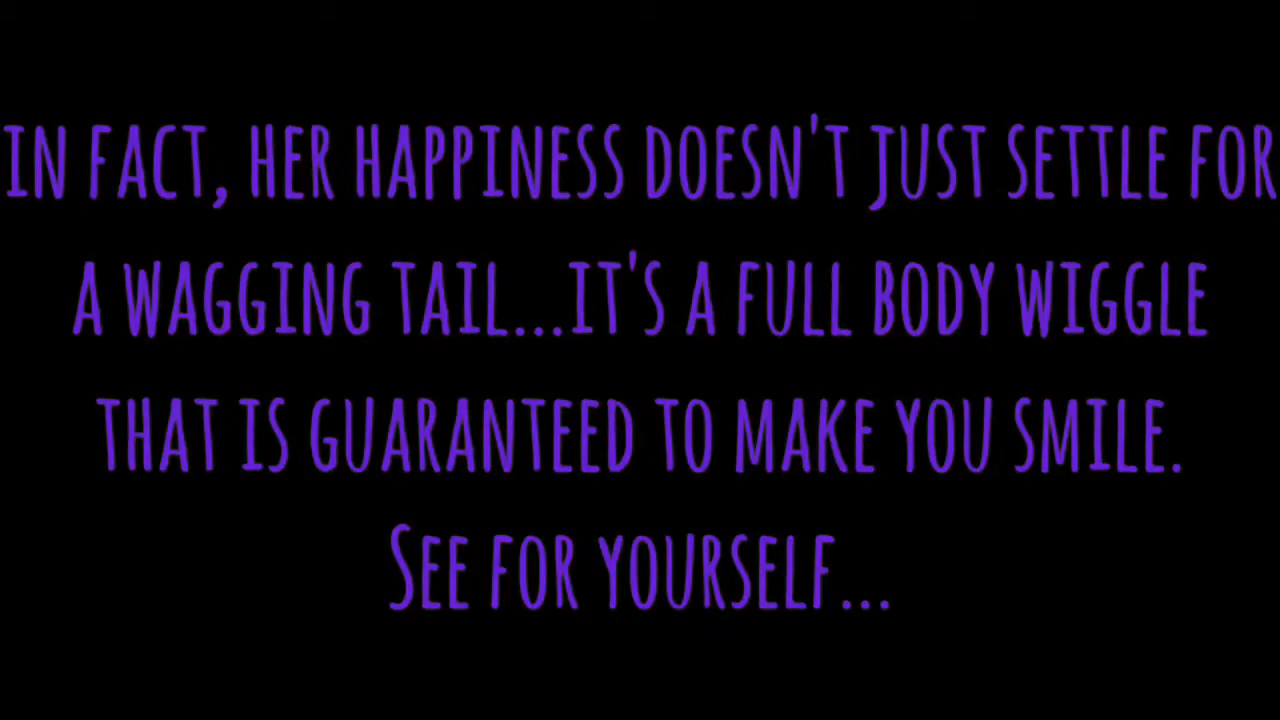 IN FACT, HER HAPPINESS DOESN'T JUST SETTLE FOR
A WAGGING TAIL...IT'S A FULL BODY WIGGLE
THAT IS GUARANTEED TO MAKE YOU SMILE.
SEE FOR YOURSELF...